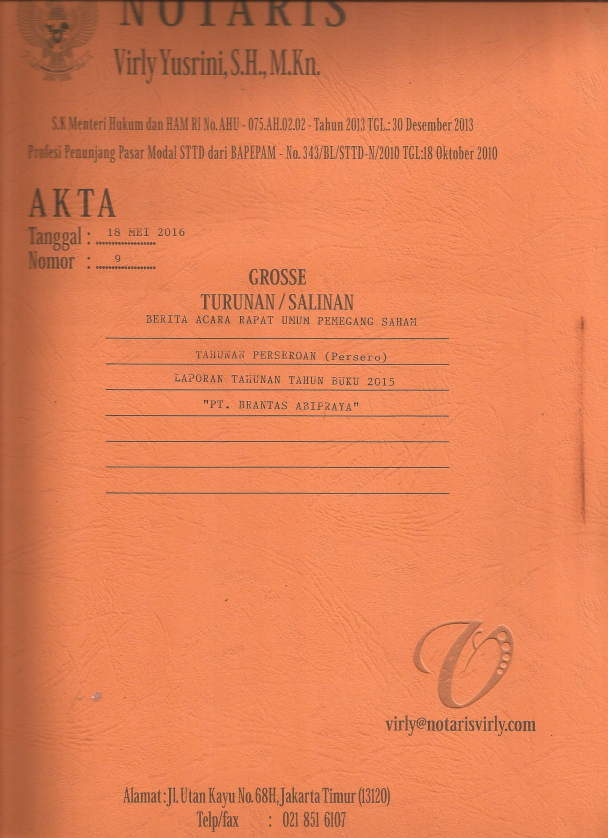 NOTARIS
Virly Yusrini, S.H., M.Kn.
S.K Menteri Hukum dan HAM RI No. AHU - 075.AH.02.02 - Tahun 2013 TGL.: 30 Desember 2013
Profesi Penunjang Pasar Modal STTD dari BAPEPAM - No. 343/BL/STTD-N/2010 TGL:18 Oktober 2010
AKTA
Tanggal : 18 MEI 2016
Nomor : 9
GROSSE
TURUNAN / SALINAN
BERITA ACARA RAPAT UMUM PEMEGANG SAHAM
TAHUNAN PERSEROAN (Persero)
LAPORAN TAHUNAN TAHUN BUKU 2015
"PT. BRANTAS ABIPRAYA"
virly@notarisvirly.com
Alamat : Jl. Utan Kayu No. 68H, Jakarta Timur (13120)
Telp/fax : 021 851 6107